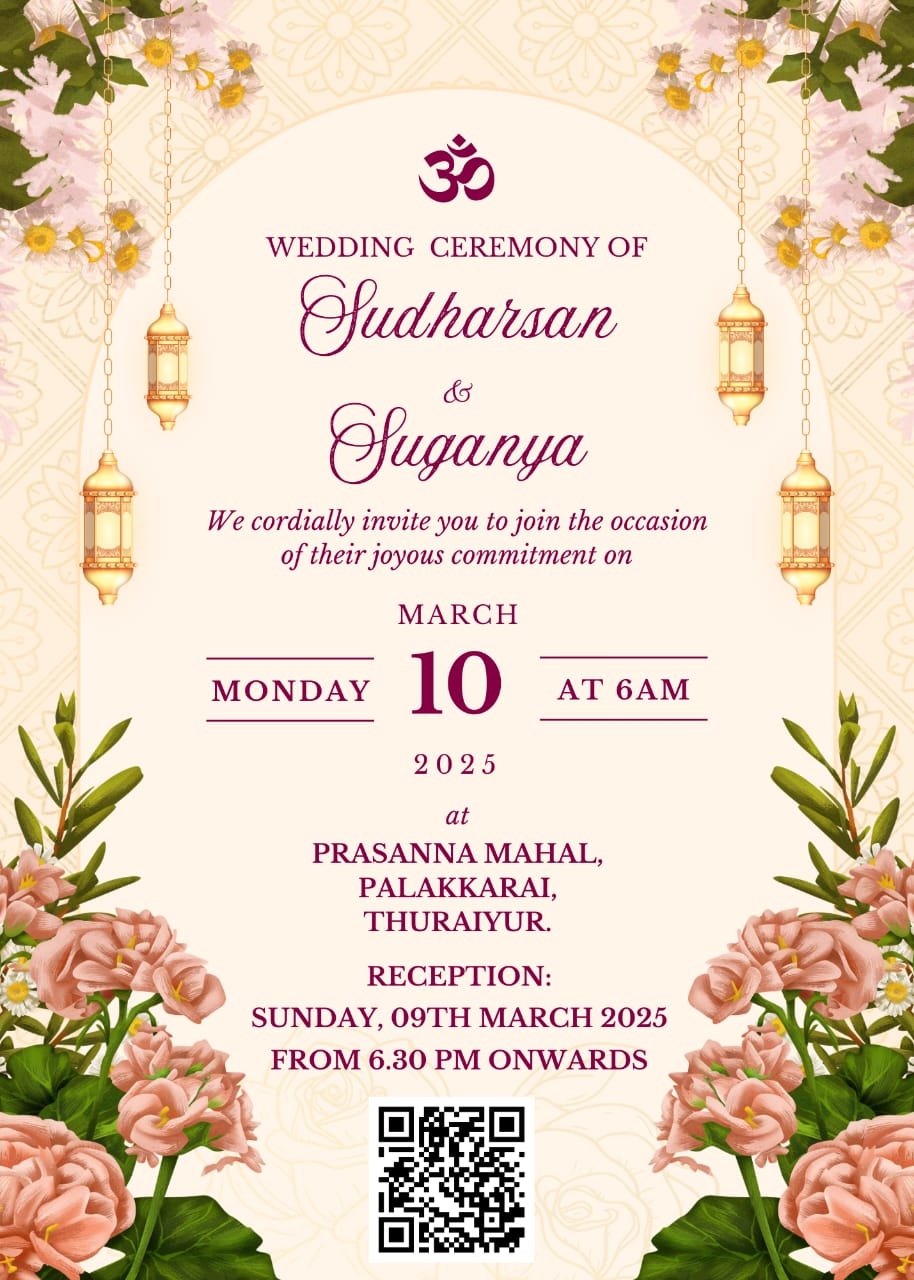 ॐ
WEDDING CEREMONY OF
Sudharsan
&
Suganya
We cordially invite you to join the occasion
of their joyous commitment on
MARCH
MONDAY 10 AT 6AM
2025
at
PRASANNA MAHAL,
PALAKKARAI,
THURAIYUR.
RECEPTION:
SUNDAY, 09TH MARCH 2025
FROM 6.30 PM ONWARDS